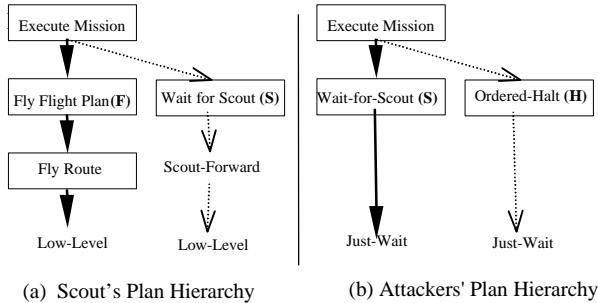 Execute Mission
Fly Flight Plan(F)
Wait for Scout (S)
Fly Route
Scout-Forward
Low-Level
Low-Level
(a) Scout's Plan Hierarchy
Execute Mission
Wait-for-Scout (S)
Ordered-Halt (H)
Just-Wait
Just-Wait
(b) Attackers' Plan Hierarchy